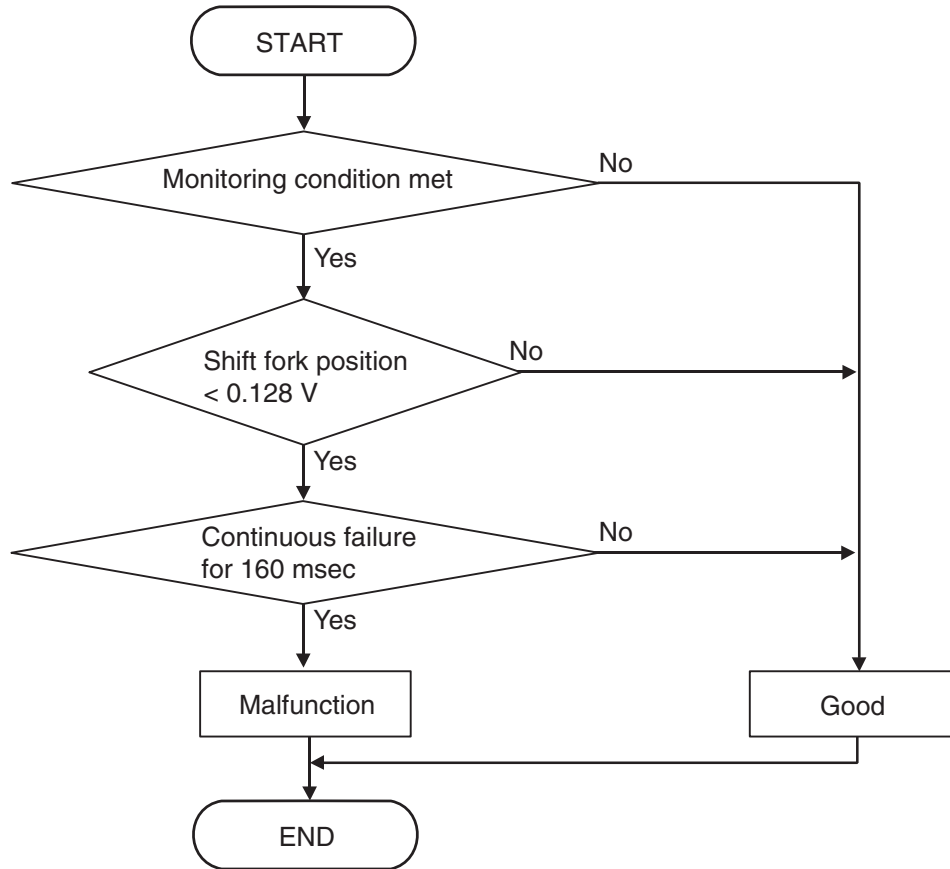 START
Monitoring condition met
No
Yes
Shift fork position
< 0.128 V
No
Yes
Continuous failure
for 160 msec
No
Yes
Malfunction
Good
END